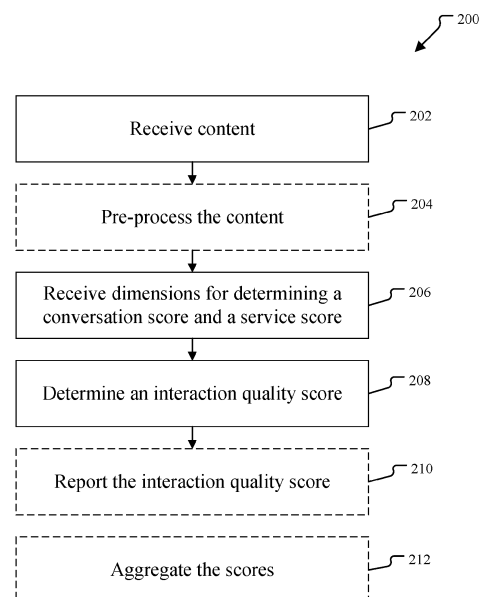 200
Receive content
202
Pre-process the content
204
Receive dimensions for determining a
conversation score and a service score
206
Determine an interaction quality score
208
Report the interaction quality score
210
Aggregate the scores
212